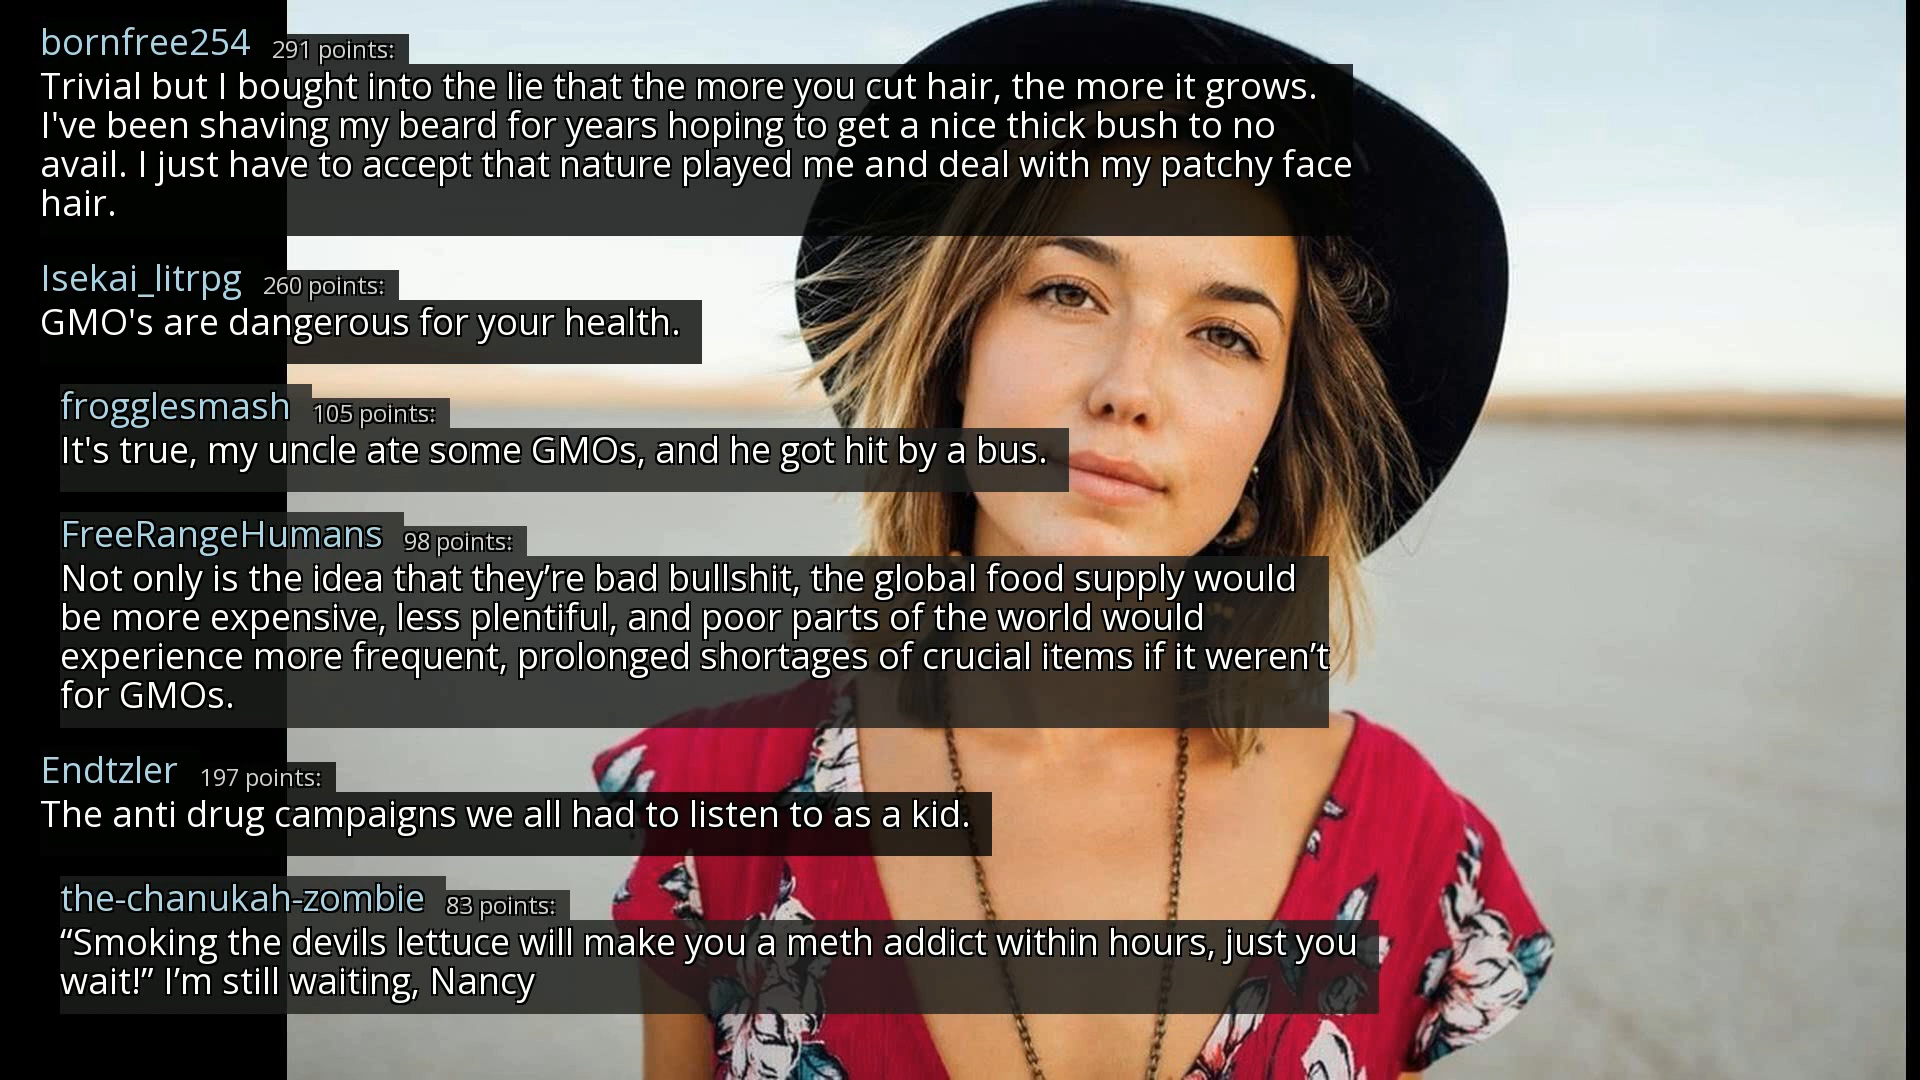 bornfree254 291 points:
Trivial but I bought into the lie that the more you cut hair, the more it grows.
I've been shaving my beard for years hoping to get a nice thick bush to no
avail. I just have to accept that nature played me and deal with my patchy face
hair.
Isekai_litrpg 260 points:
GMO's are dangerous for your health.
frogglesmash 105 points:
It's true, my uncle ate some GMOs, and he got hit by a bus.
FreeRangeHumans 98 points:
Not only is the idea that they’re bad bullshit, the global food supply would
be more expensive, less plentiful, and poor parts of the world would
experience more frequent, prolonged shortages of crucial items if it weren’t
for GMOs.
Endtzler 197 points:
The anti drug campaigns we all had to listen to as a kid.
the-chanukah-zombie 83 points:
“Smoking the devils lettuce will make you a meth addict within hours, just you
wait!” I’m still waiting, Nancy